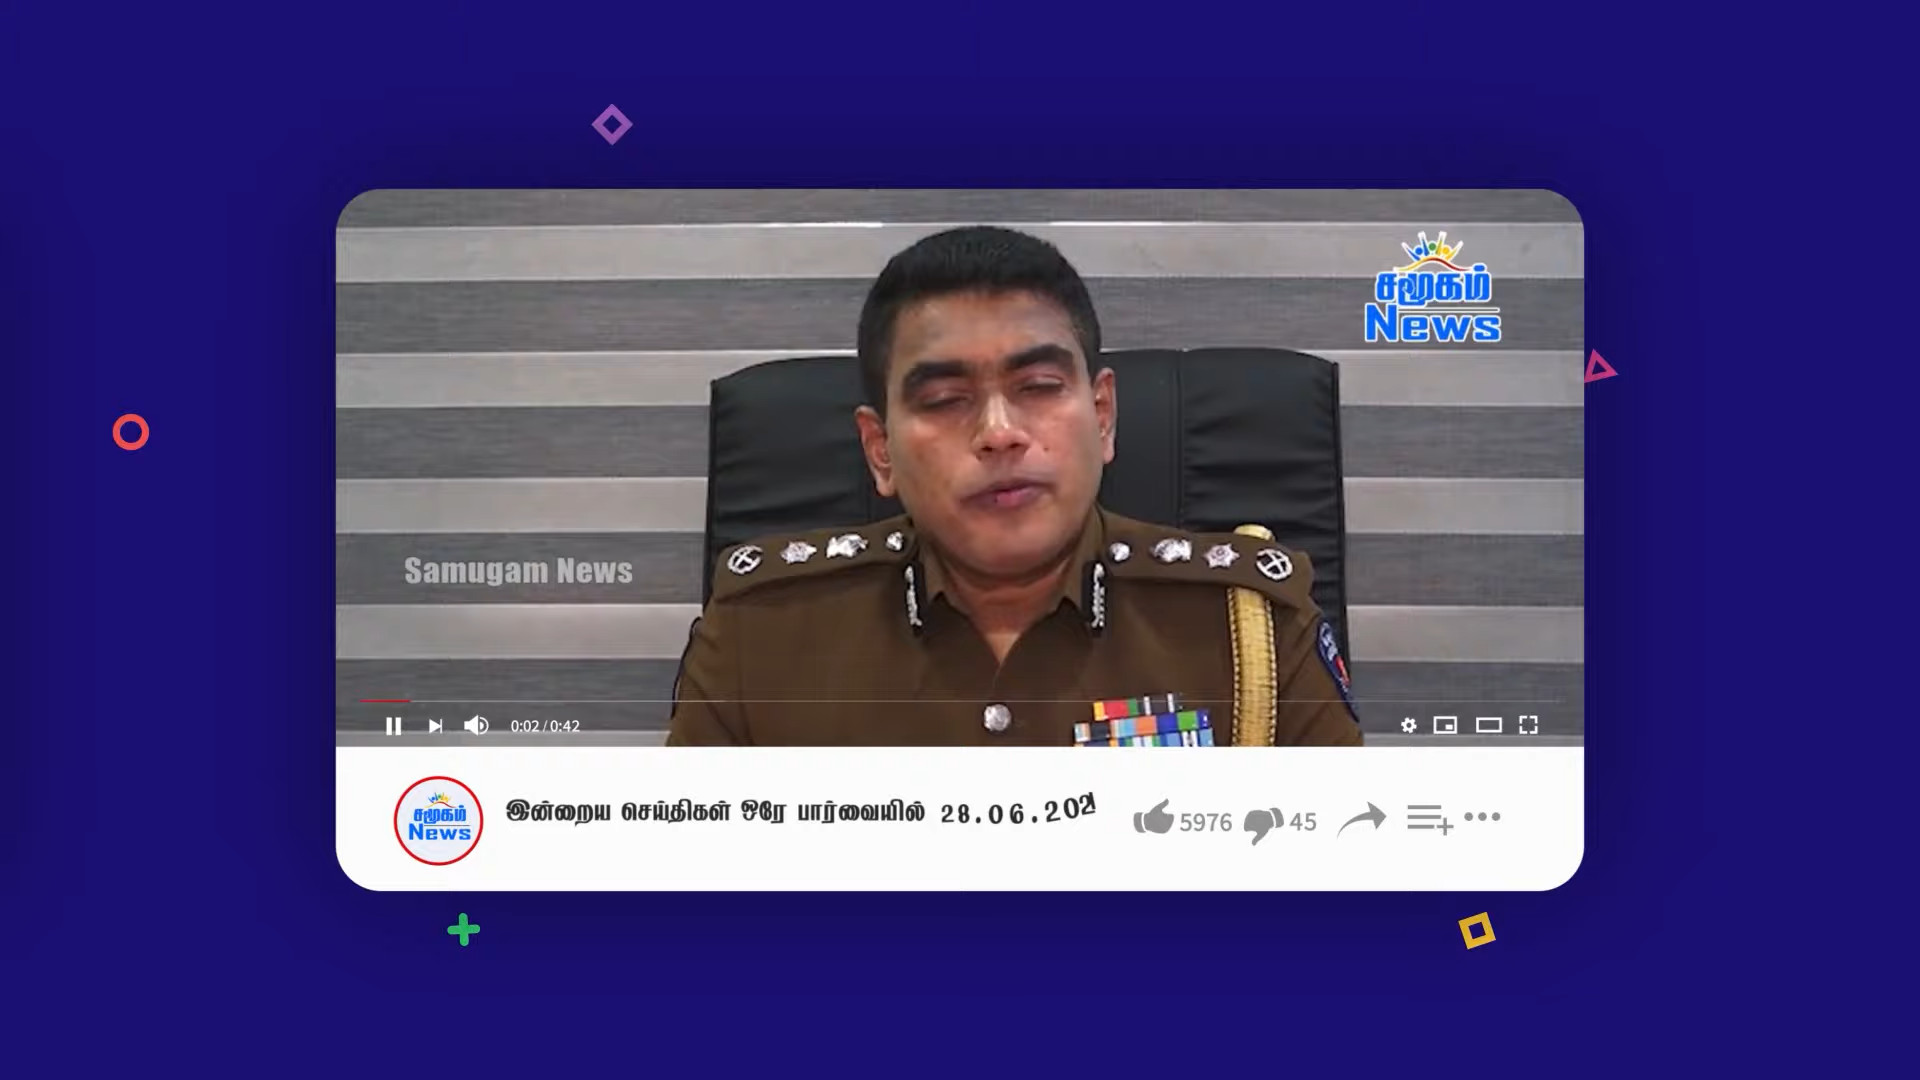 சமூகம்
News
Samugam News
0:02 / 0:42
சமூகம்
News
இன்றைய செய்திகள் ஒரே பார்வையில் 28.06.2021
5976
45